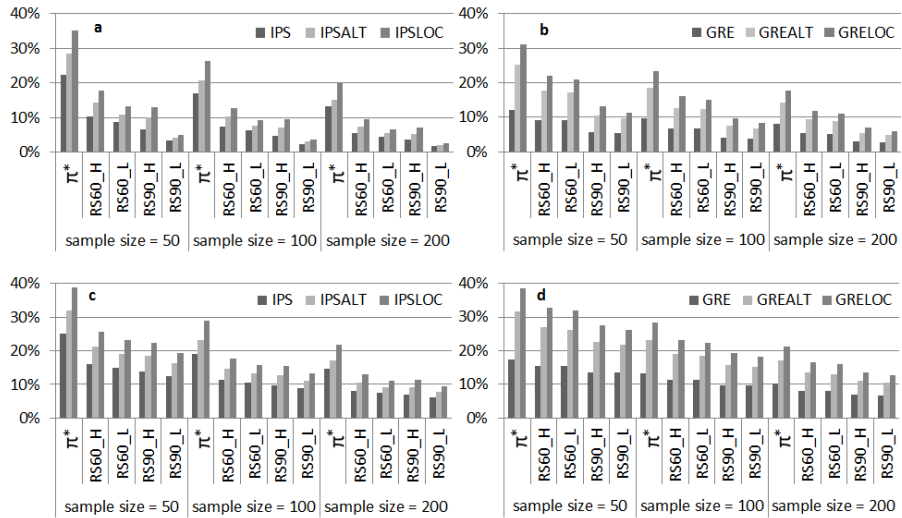 40%
30%
20%
10%
0%
a
IPS IPSALT IPSLOC
π* RS60_H RS60_L RS90_H RS90_L π* RS60_H RS60_L RS90_H RS90_L π* RS60_H RS60_L RS90_H RS90_L
sample size = 50 sample size = 100 sample size = 200
40%
30%
20%
10%
0%
b
GRE GREALT GRELOC
π* RS60_H RS60_L RS90_H RS90_L π* RS60_H RS60_L RS90_H RS90_L π* RS60_H RS60_L RS90_H RS90_L
sample size = 50 sample size = 100 sample size = 200
40%
30%
20%
10%
0%
c
IPS IPSALT IPSLOC
π* RS60_H RS60_L RS90_H RS90_L π* RS60_H RS60_L RS90_H RS90_L π* RS60_H RS60_L RS90_H RS90_L
sample size = 50 sample size = 100 sample size = 200
40%
30%
20%
10%
0%
d
GRE GREALT GRELOC
π* RS60_H RS60_L RS90_H RS90_L π* RS60_H RS60_L RS90_H RS90_L π* RS60_H RS60_L RS90_H RS90_L
sample size = 50 sample size = 100 sample size = 200